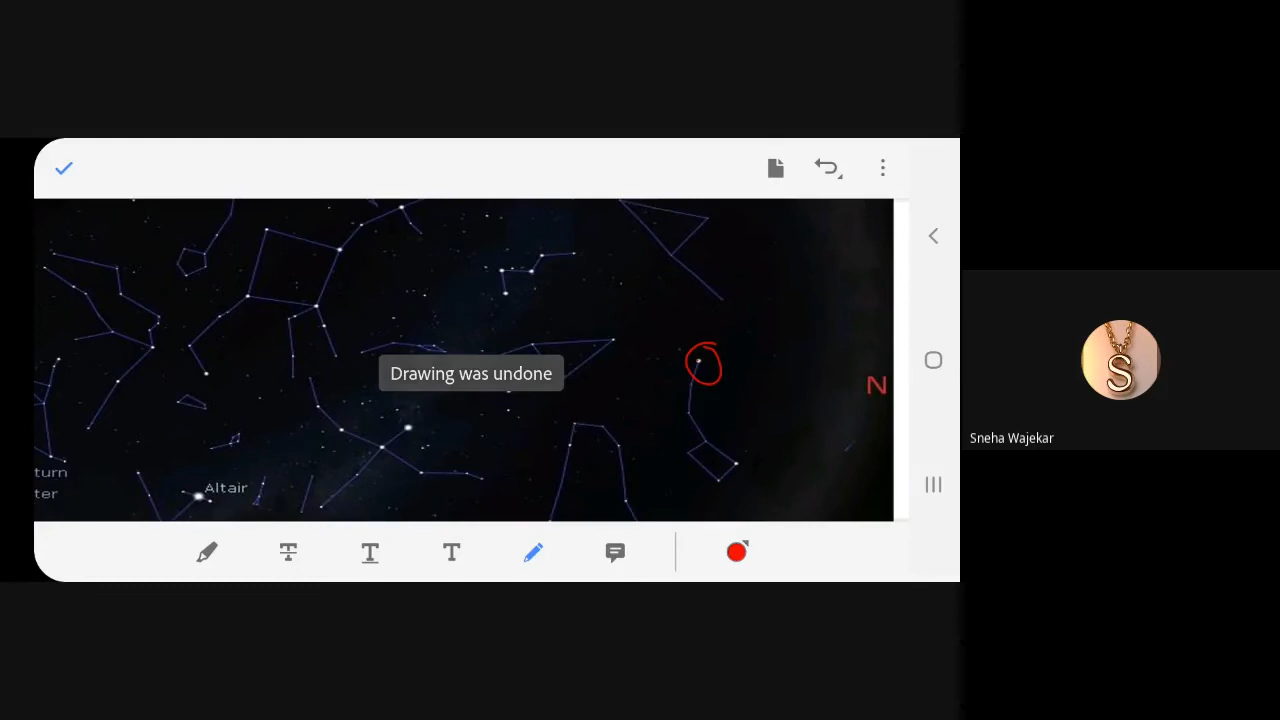 Drawing was undone
N
turn
ter
Altair
S
Sneha Wajekar